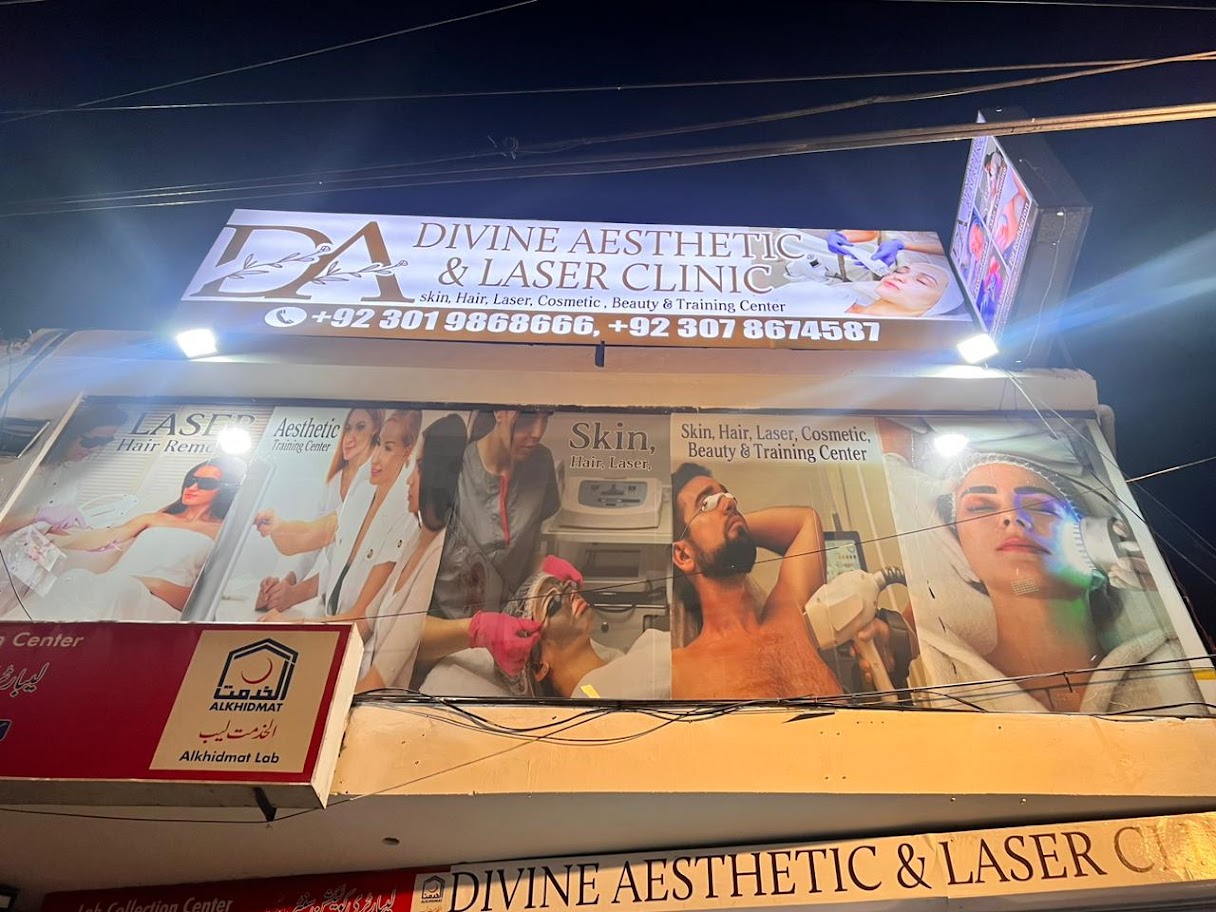 DA
DIVINE AESTHETIC
& LASER CLINIC
skin, Hair, Laser, Cosmetic , Beauty & Training Center
+92 301 9868666, +92 307 8674587
LASER
Hair Remo
Aesthetic
Training Center
Skin,
Hair, Laser,
Skin, Hair, Laser, Cosmetic,
Beauty & Training Center
Center
الخدمت
ALKHIDMAT
الخدمت لیب
Alkhidmat Lab
Lab Collection Center
ALKHIDMAT
DIVINE AESTHETIC & LASER